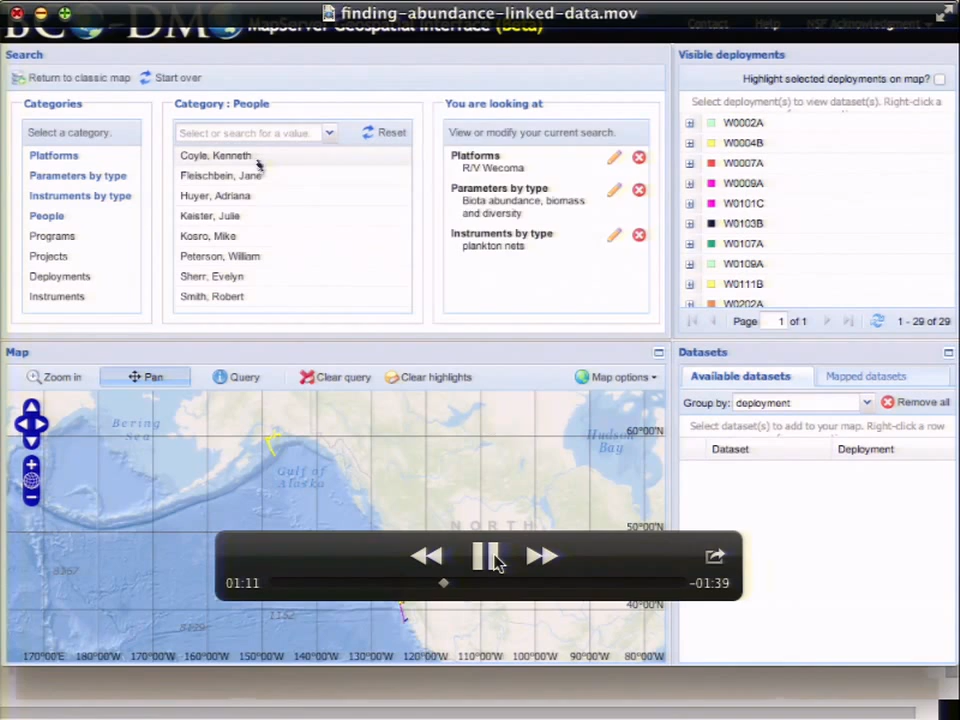 finding-abundance-linked-data.mov
BCO-DMO MapServer Geospatial Interface (Beta)
Contact Help NSF Acknowledgment
Search
Return to classic map Start over
Categories
Select a category.
Platforms
Parameters by type
Instruments by type
People
Programs
Projects
Deployments
Instruments
Category : People
Select or search for a value. Reset
Coyle, Kenneth
Fleischbein, Jane
Huyer, Adriana
Keister, Julie
Kosro, Mike
Peterson, William
Sherr, Evelyn
Smith, Robert
You are looking at
View or modify your current search.
Platforms
R/V Wecoma
Parameters by type
Biota abundance, biomass
and diversity
Instruments by type
plankton nets
Visible deployments
Highlight selected deployments on map?
Select deployment(s) to view dataset(s). Right-click a
W0002A
W0004B
W0007A
W0009A
W0101C
W0103B
W0107A
W0109A
W0111B
W0202A
Page 1 of 1 1 - 29 of 29
Map
Zoom in Pan Query Clear query Clear highlights Map options
Bering
Sea
Gulf of
Alaska
Hudson
Bay
NORTH
60°00'N
50°00'N
40°00'N
170°00'E 180°00'W 170°00'W 160°00'W 150°00'W 140°00'W 130°00'W 120°00'W 110°00'W 100°00'W 90°00'W 80°00'W
Datasets
Available datasets Mapped datasets
Group by: deployment Remove all
Select dataset(s) to add to your map. Right-click a row
Dataset Deployment
01:11 -01:39